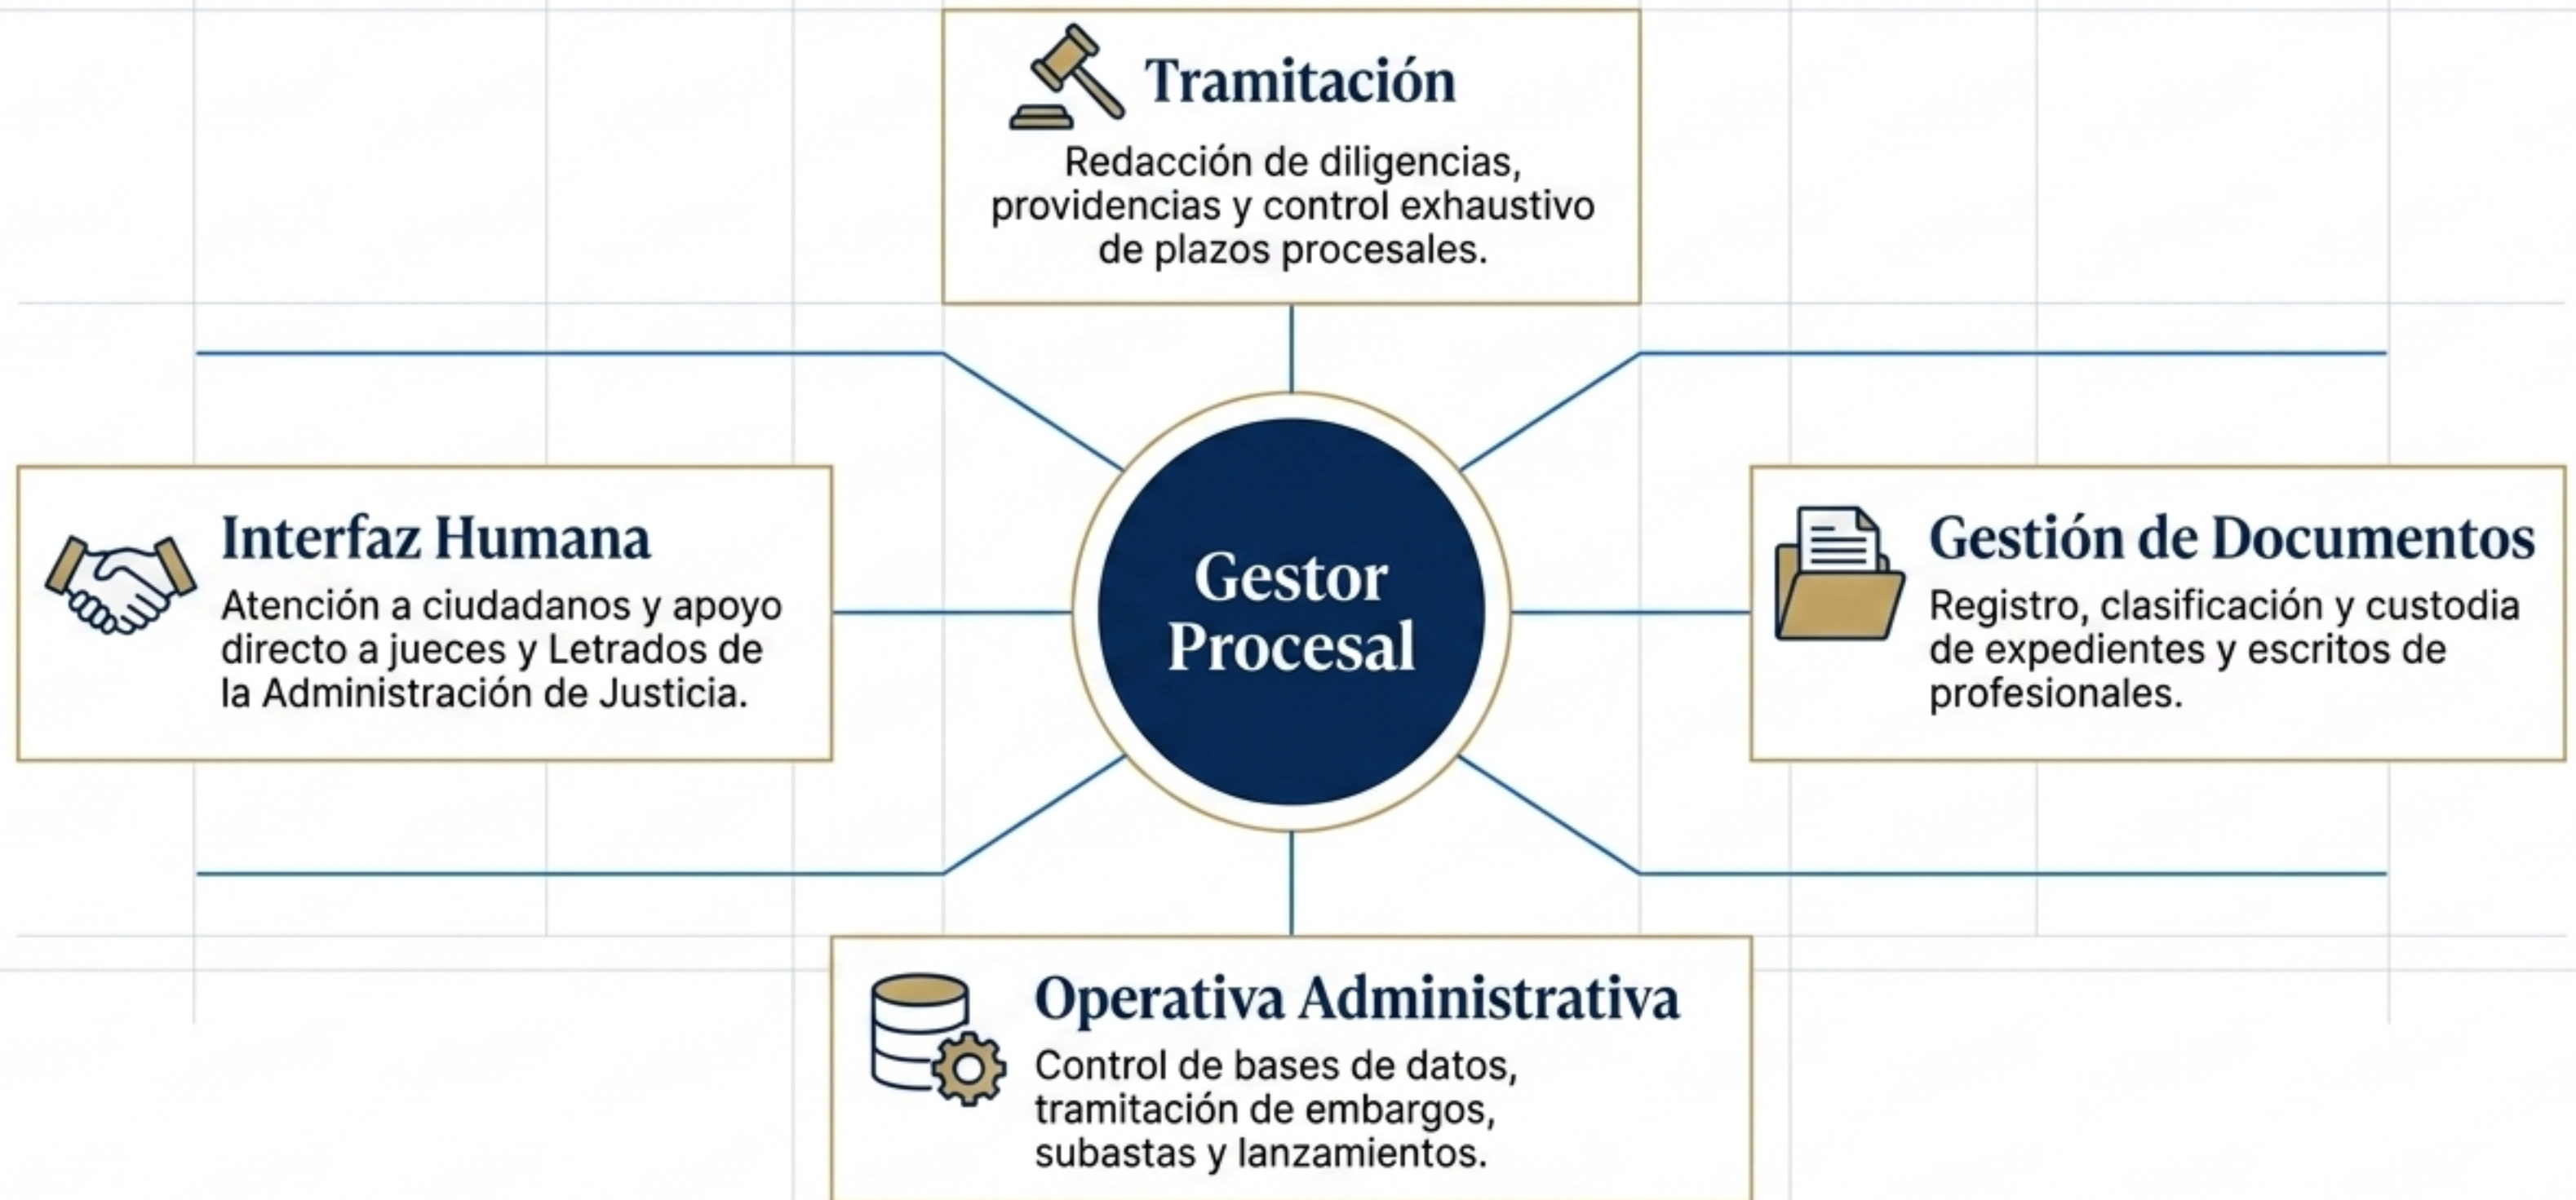 Tramitación
Redacción de diligencias,
providencias y control exhaustivo
de plazos procesales.
Interfaz Humana
Atención a ciudadanos y apoyo
directo a jueces y Letrados de
la Administración de Justicia.
Gestor
Procesal
Gestión de Documentos
Registro, clasificación y custodia
de expedientes y escritos de
profesionales.
Operativa Administrativa
Control de bases de datos,
tramitación de embargos,
subastas y lanzamientos.